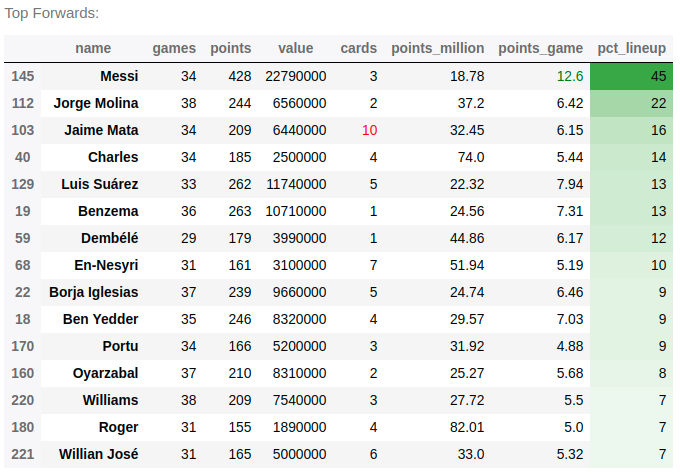 Top Forwards:
name games points value cards points_million points_game pct_lineup
145 Messi 34 428 22790000 3 18.78 12.6 45
112 Jorge Molina 38 244 6560000 2 37.2 6.42 22
103 Jaime Mata 34 209 6440000 10 32.45 6.15 16
40 Charles 34 185 2500000 4 74.0 5.44 14
129 Luis Suárez 33 262 11740000 5 22.32 7.94 13
19 Benzema 36 263 10710000 1 24.56 7.31 13
59 Dembélé 29 179 3990000 1 44.86 6.17 12
68 En-Nesyri 31 161 3100000 7 51.94 5.19 10
22 Borja Iglesias 37 239 9660000 5 24.74 6.46 9
18 Ben Yedder 35 246 8320000 4 29.57 7.03 9
170 Portu 34 166 5200000 3 31.92 4.88 9
160 Oyarzabal 37 210 8310000 2 25.27 5.68 8
220 Williams 38 209 7540000 3 27.72 5.5 7
180 Roger 31 155 1890000 4 82.01 5.0 7
221 Willian José 31 165 5000000 6 33.0 5.32 7